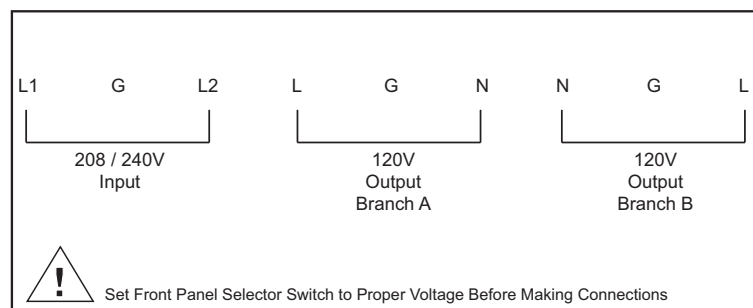 L1 G L2 L G N N G L
208 / 240V
Input
120V
Output
Branch A
120V
Output
Branch B
! Set Front Panel Selector Switch to Proper Voltage Before Making Connections